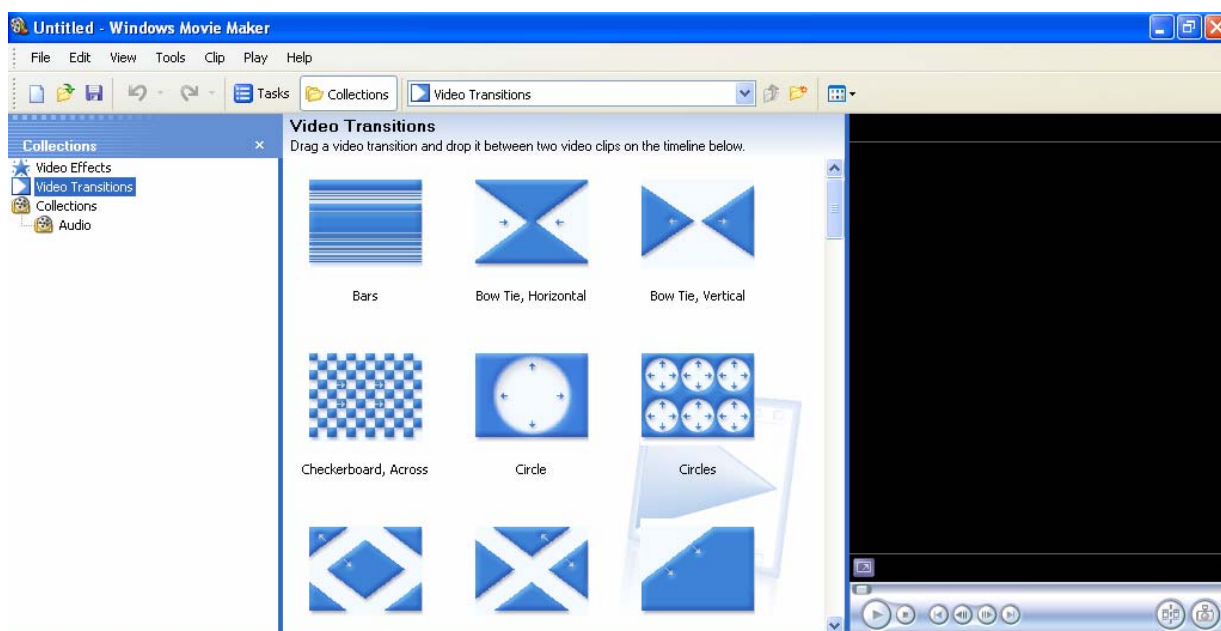 Untitled - Windows Movie Maker
File Edit View Tools Clip Play Help
Tasks Collections Video Transitions
Collections
Video Effects
Video Transitions
Collections
Audio
Video Transitions
Drag a video transition and drop it between two video clips on the timeline below.
Bars Bow Tie, Horizontal Bow Tie, Vertical
Checkerboard, Across Circle Circles